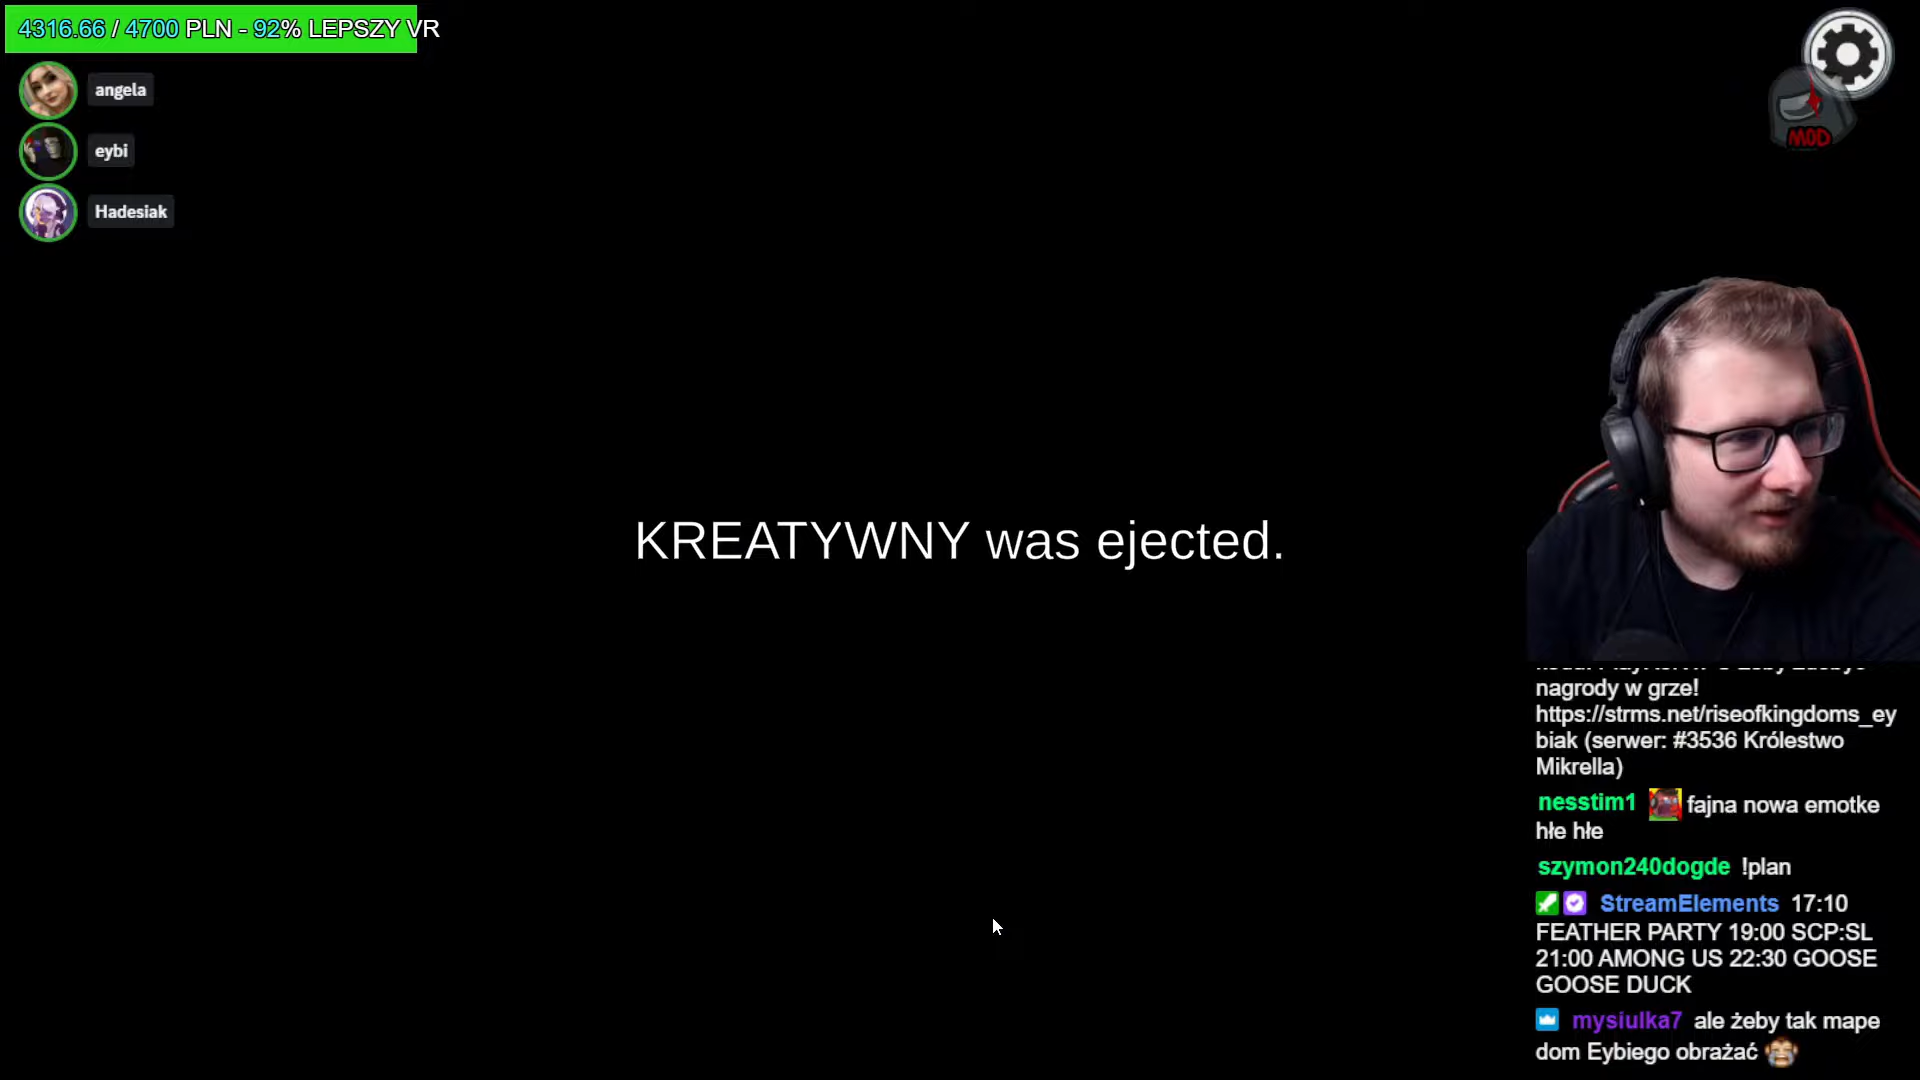 4316.66 / 4700 PLN - 92% LEPSZY VR
angela
eybi
Hadesiak
MOD
KREATYWNY was ejected.
nagrody w grze!
https://strms.net/riseofkingdoms_ey
biak (serwer: #3536 Królestwo
Mikrella)
nesstim1 fajna nowa emotke
hłe hłe
szymon240dogde !plan
StreamElements 17:10
FEATHER PARTY 19:00 SCP:SL
21:00 AMONG US 22:30 GOOSE
GOOSE DUCK
mysiulka7 ale żeby tak mape
dom Eybiego obrażać